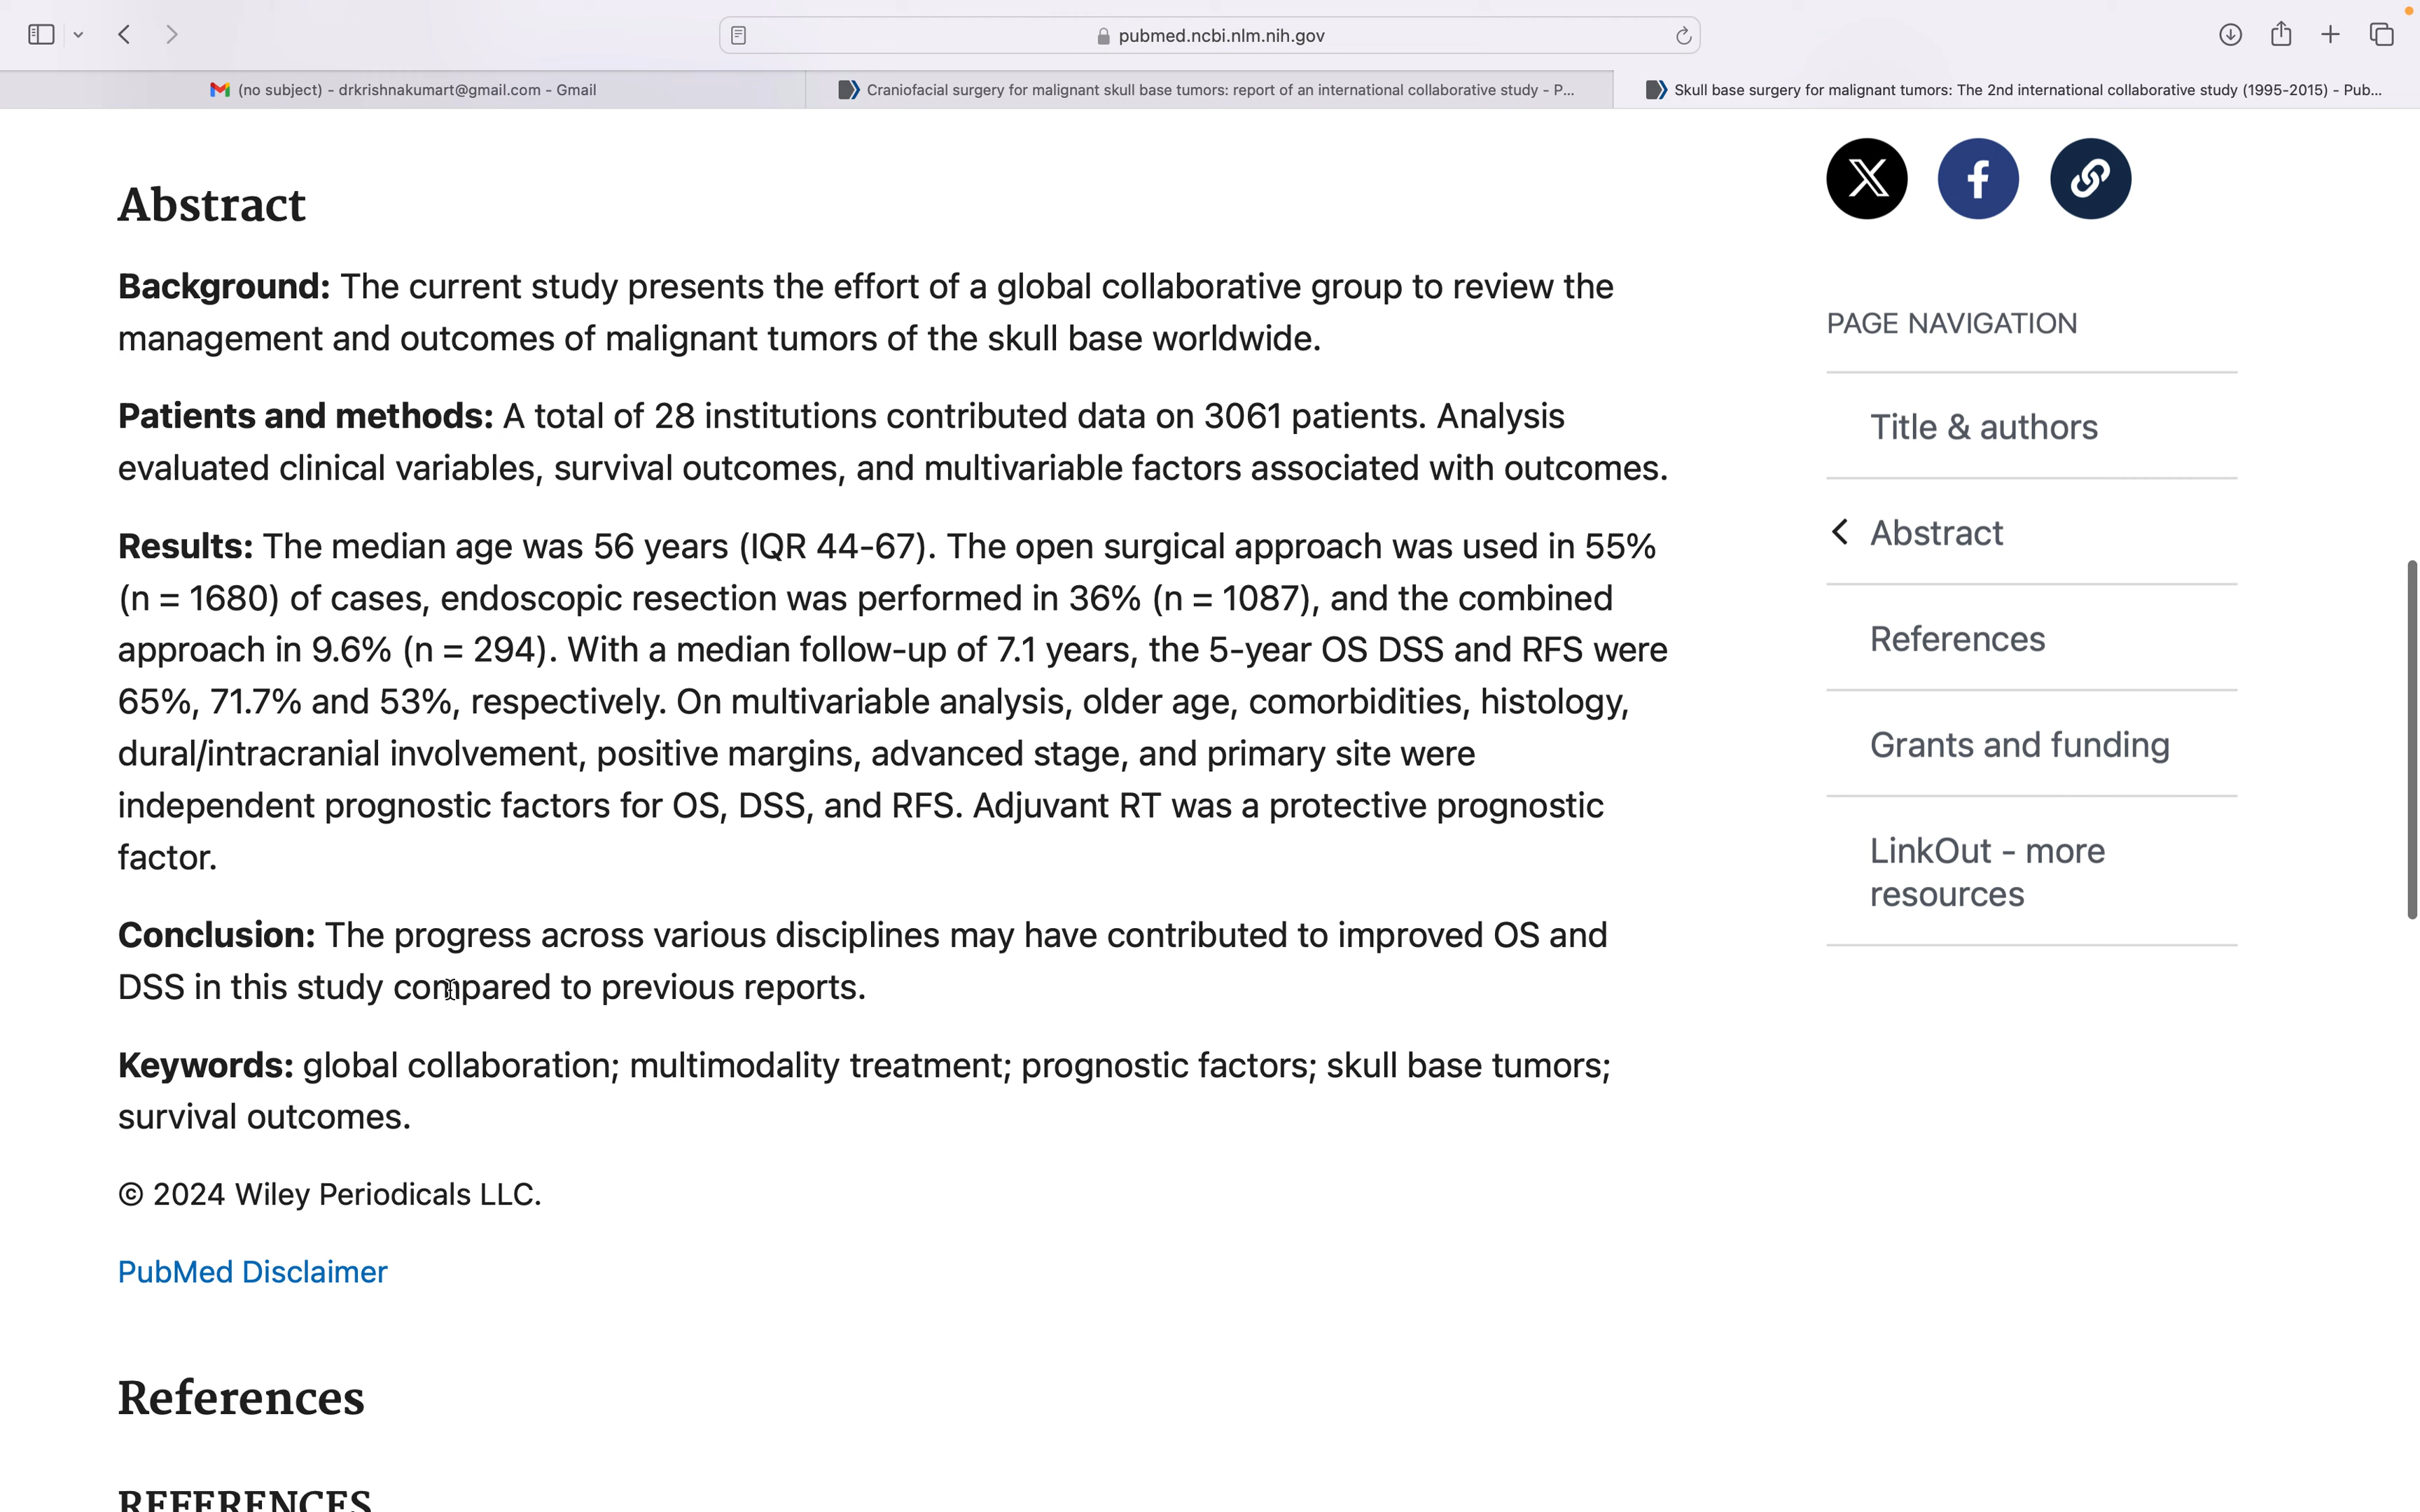 pubmed.ncbi.nlm.nih.gov
(no subject) - drkrishnakumart@gmail.com - Gmail
Craniofacial surgery for malignant skull base tumors: report of an international collaborative study - P...
Skull base surgery for malignant tumors: The 2nd international collaborative study (1995-2015) - Pub...
Abstract
Background: The current study presents the effort of a global collaborative group to review the
management and outcomes of malignant tumors of the skull base worldwide.
Patients and methods: A total of 28 institutions contributed data on 3061 patients. Analysis
evaluated clinical variables, survival outcomes, and multivariable factors associated with outcomes.
Results: The median age was 56 years (IQR 44-67). The open surgical approach was used in 55%
(n = 1680) of cases, endoscopic resection was performed in 36% (n = 1087), and the combined
approach in 9.6% (n = 294). With a median follow-up of 7.1 years, the 5-year OS DSS and RFS were
65%, 71.7% and 53%, respectively. On multivariable analysis, older age, comorbidities, histology,
dural/intracranial involvement, positive margins, advanced stage, and primary site were
independent prognostic factors for OS, DSS, and RFS. Adjuvant RT was a protective prognostic
factor.
Conclusion: The progress across various disciplines may have contributed to improved OS and
DSS in this study compared to previous reports.
Keywords: global collaboration; multimodality treatment; prognostic factors; skull base tumors;
survival outcomes.
© 2024 Wiley Periodicals LLC.
PubMed Disclaimer
References
REFERENCES
PAGE NAVIGATION
Title & authors
Abstract
References
Grants and funding
LinkOut - more
resources